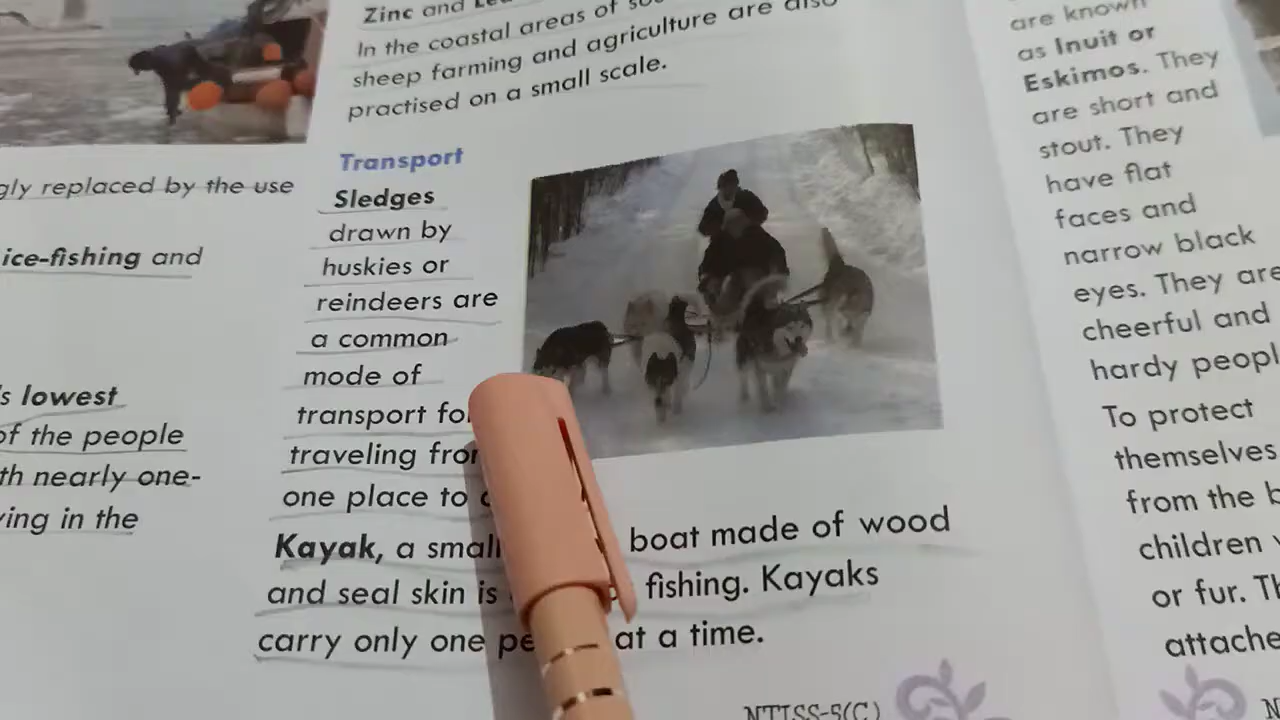 gly replaced by the use
ice-fishing and
s lowest
of the people
th nearly one-
ving in the
Zinc and
In the coastal areas of
sheep farming and agriculture are also
practised on a small scale.
Transport
Sledges
drawn by
huskies or
reindeers are
a common
mode of
transport
traveling
one place to
Kayak, a small boat made of wood
and seal skin is fishing. Kayaks
carry only one at a time.
NTISS-5(C)
are known
as Inuit or
Eskimos. They
are short and
stout. They
have flat
faces and
narrow black
eyes. They are
cheerful and
hardy peopl
To protect
themselves
from the
children
or fur.
attache